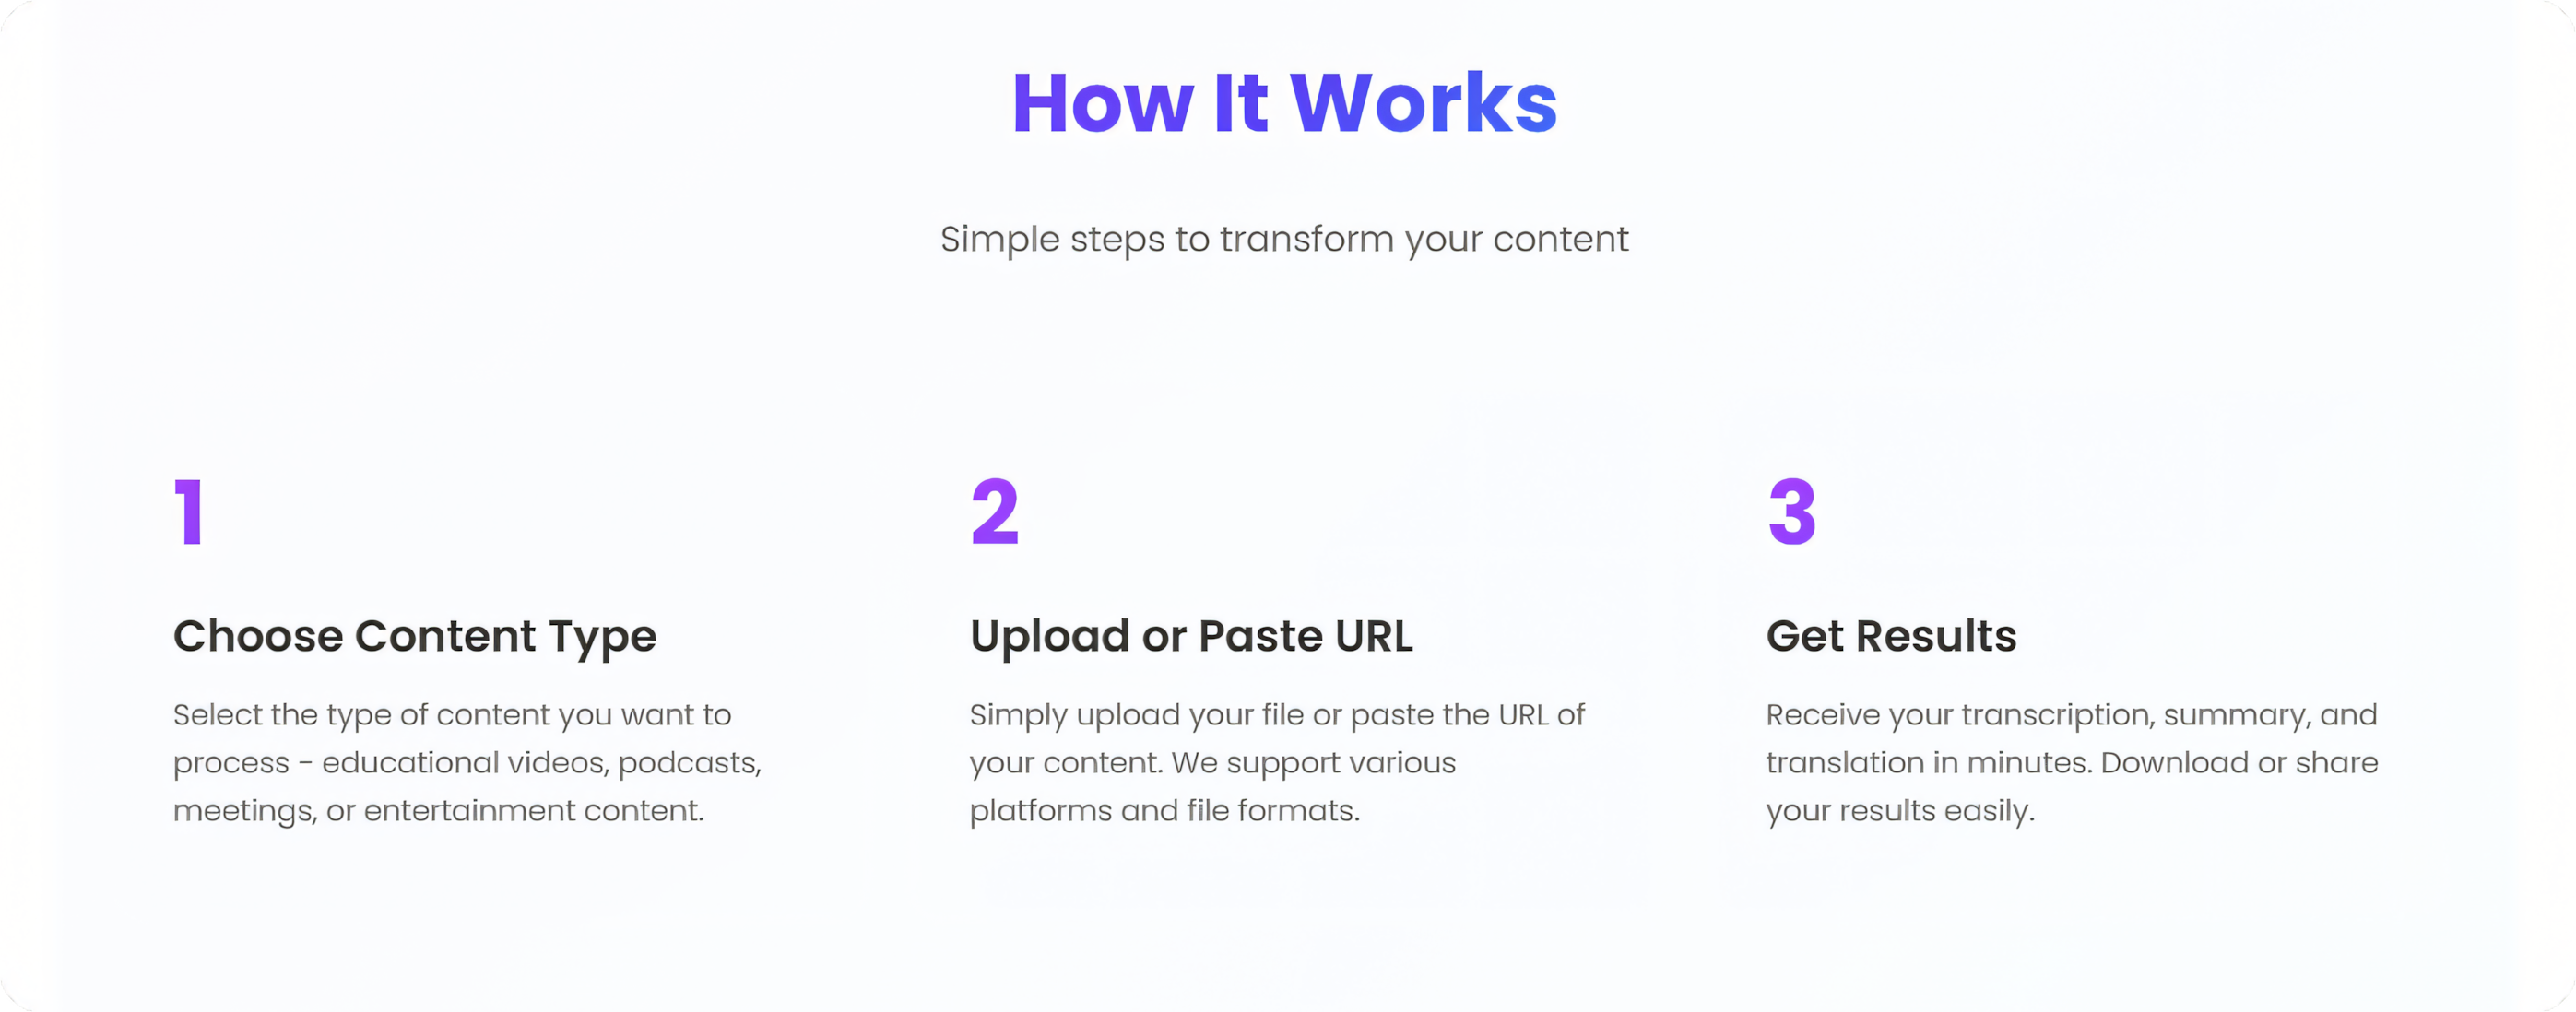 How It Works
Simple steps to transform your content
1
Choose Content Type
Select the type of content you want to
process - educational videos, podcasts,
meetings, or entertainment content.
2
Upload or Paste URL
Simply upload your file or paste the URL of
your content. We support various
platforms and file formats.
3
Get Results
Receive your transcription, summary, and
translation in minutes. Download or share
your results easily.